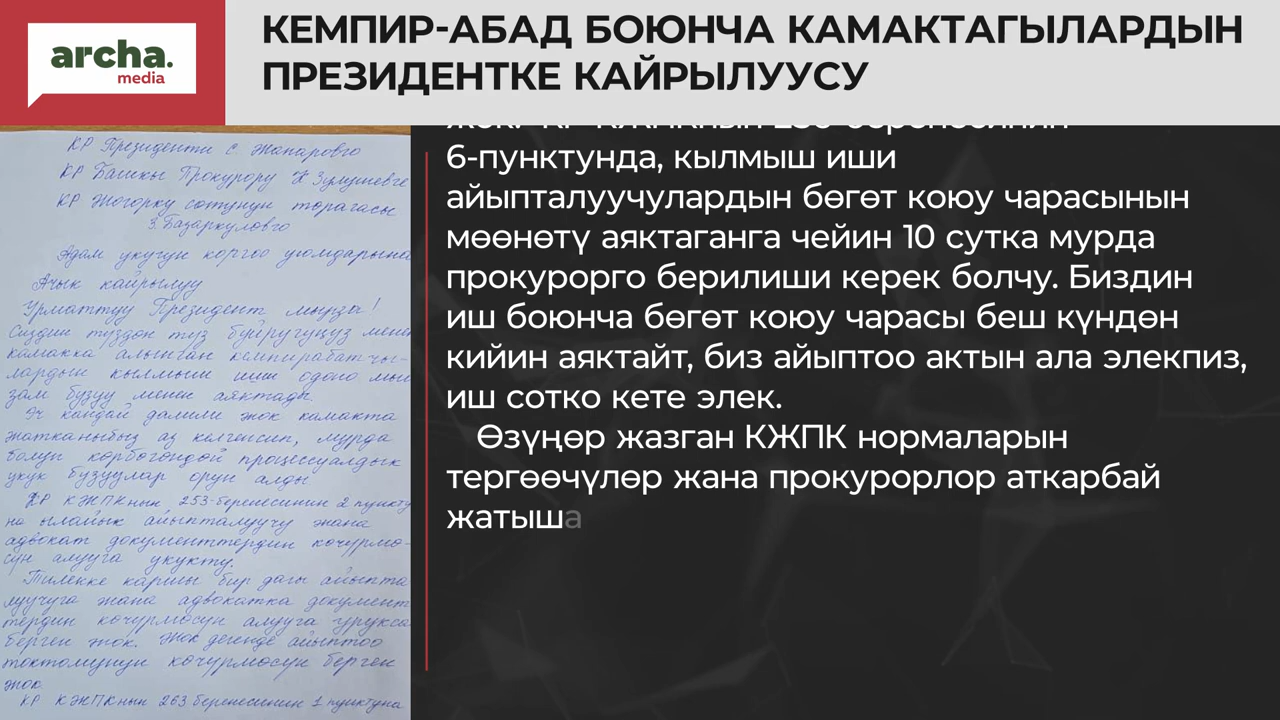 archa.
media
КЕМПИР-АБАД БОЮНЧА КАМАКТАГЫЛАРДЫН
ПРЕЗИДЕНТКЕ КАЙРЫЛУУСУ
КР Президенти С. Жапаровго
КР Башкы Прокурору К Зулушевге
КР Жогорку сотунун торагасы
З. Базаркуловго
Адам укугун коргоо уюмдарына
Ачык кайрылуу
Урматтуу Президент мырза!
Сиздин түздөн түз буйругуңуз менен
камакка алынган кемпирабатчы-
лардын кылмыш иши одоно мый
зам бузуу менен аяктады.
Эч кандай далили жок камакта
жатканыбыз аз келгенсип, мурда
болуп көрбөгөндөй процессуалдык
укук бузуулар орун алды
КР КЖПКнын 253-беренесинин 2 пункту
на ылайык айыпталуучу жана
адвокат документтердин көчүрмө-
сүн алууга укуктуу.
Тилекке каршы бир дагы айыпта
луучуга жана адвокатка документ
тердин көчүрмөсүн алууга урукса
берген жок. Жок дегенде айыптоо
токтомунун көчүрмөсүн берген
жок
КР КЖПКнын 263 беренесинин 1 пунктуна
6-пунктунда, кылмыш иши
айыпталуучулардын бөгөт коюу чарасынын
мөөнөтү аяктаганга чейин 10 сутка мурда
прокурорго берилиши керек болчу. Биздин
иш боюнча бөгөт коюу чарасы беш күндөн
кийин аяктайт, биз айыптоо актын ала элекпиз,
иш сотко кете элек.
Өзүңөр жазган КЖПК нормаларын
тергөөчүлөр жана прокурорлор аткарбай
жатыша